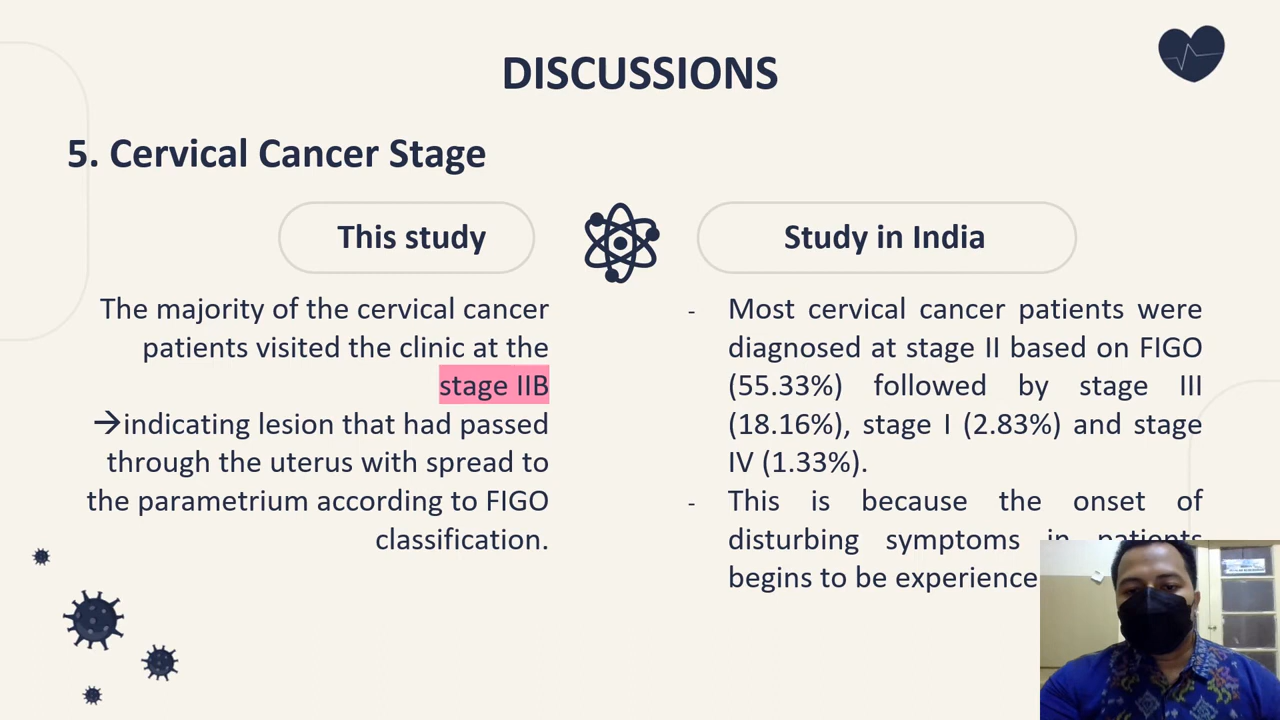 DISCUSSIONS
5. Cervical Cancer Stage
This study
The majority of the cervical cancer
patients visited the clinic at the
stage IIB
→indicating lesion that had passed
through the uterus with spread to
the parametrium according to FIGO
classification.
Study in India
- Most cervical cancer patients were
diagnosed at stage II based on FIGO
(55.33%) followed by stage III
(18.16%), stage I (2.83%) and stage
IV (1.33%).
- This is because the onset of
disturbing symptoms in patients
begins to be experience